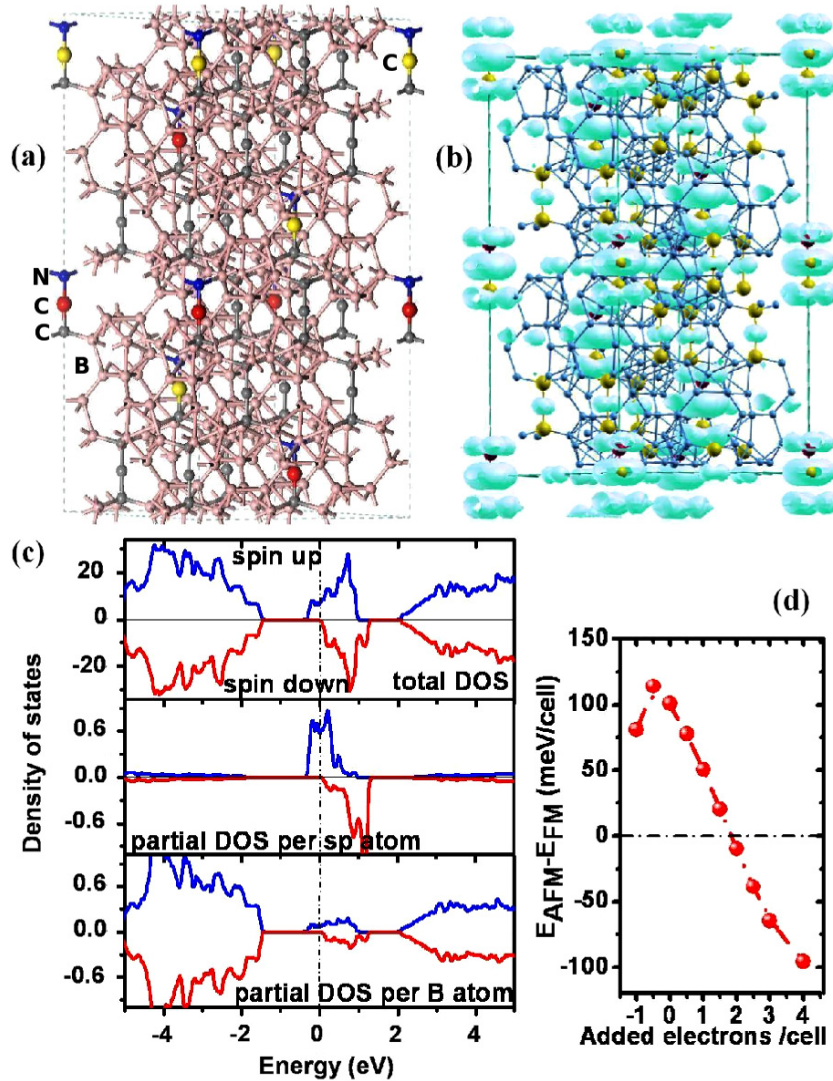 (a)
C
N
C
C
B
(b)
(c)
spin up
spin down
total DOS
20
0
-20
partial DOS per sp atom
0.6
0.0
-0.6
partial DOS per B atom
0.6
0.0
-0.6
Density of states
-4 -2 0 2 4
Energy (eV)
(d)
150
100
50
0
-50
-100
EAFM-EFM (meV/cell)
-1 0 1 2 3 4
Added electrons /cell